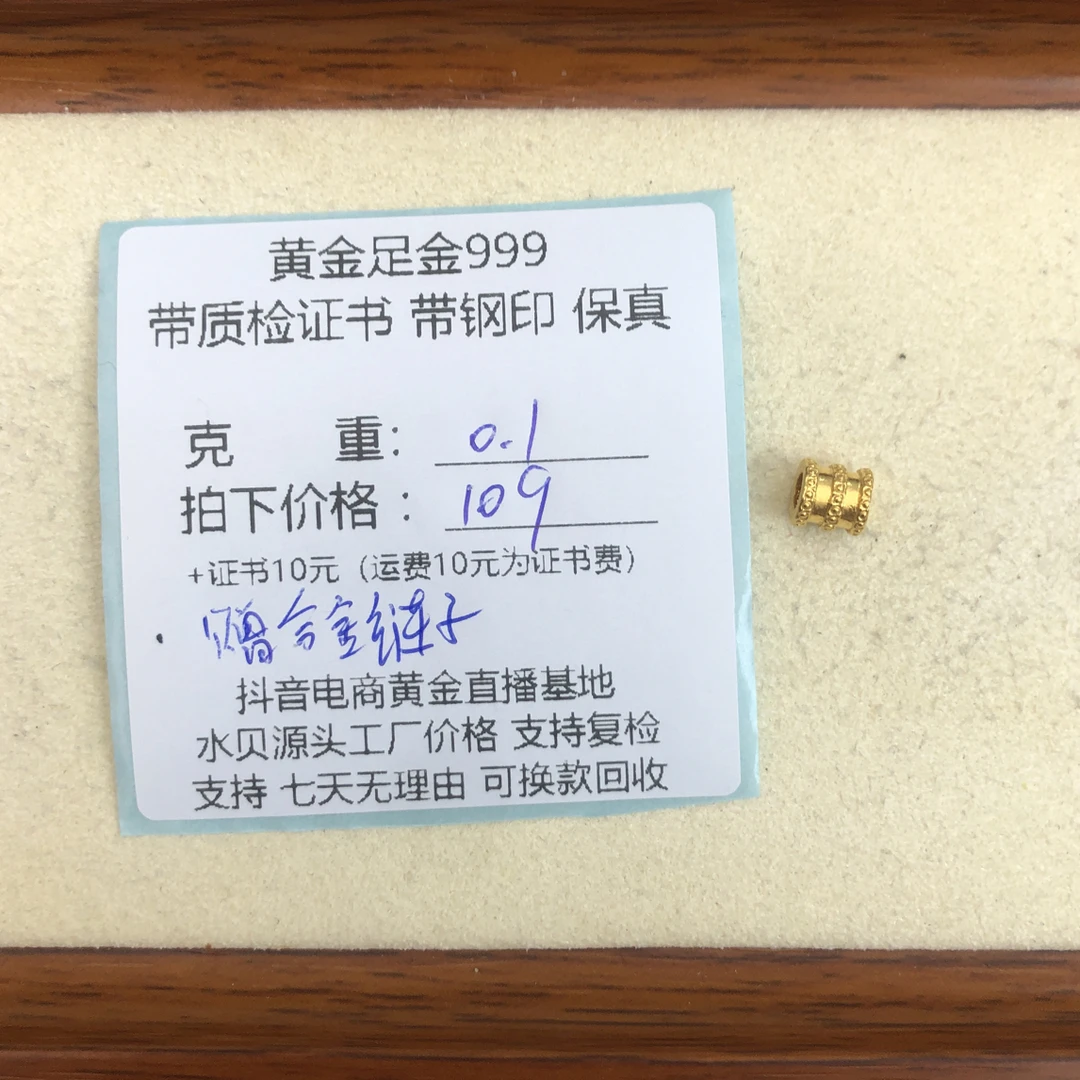 黄金足金999
带质检证书 带钢印 保真
克 重: 0.1
拍下价格: 109
+证书10元（运费10元为证书费）
赠合金链子
抖音电商黄金直播基地
水贝源头工厂价格 支持复检
支持 七天无理由 可换款回收